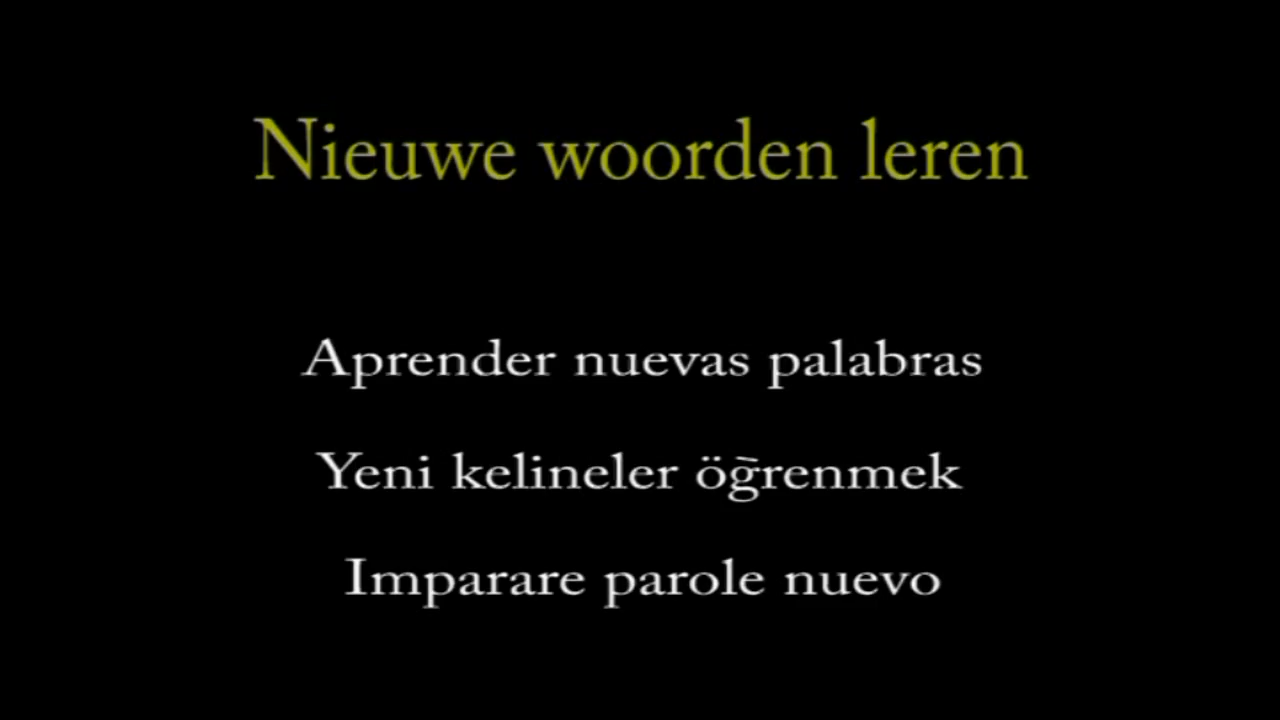 Nieuwe woorden leren
Aprender nuevas palabras
Yeni kelineler öğrenmek
Imparare parole nuevo